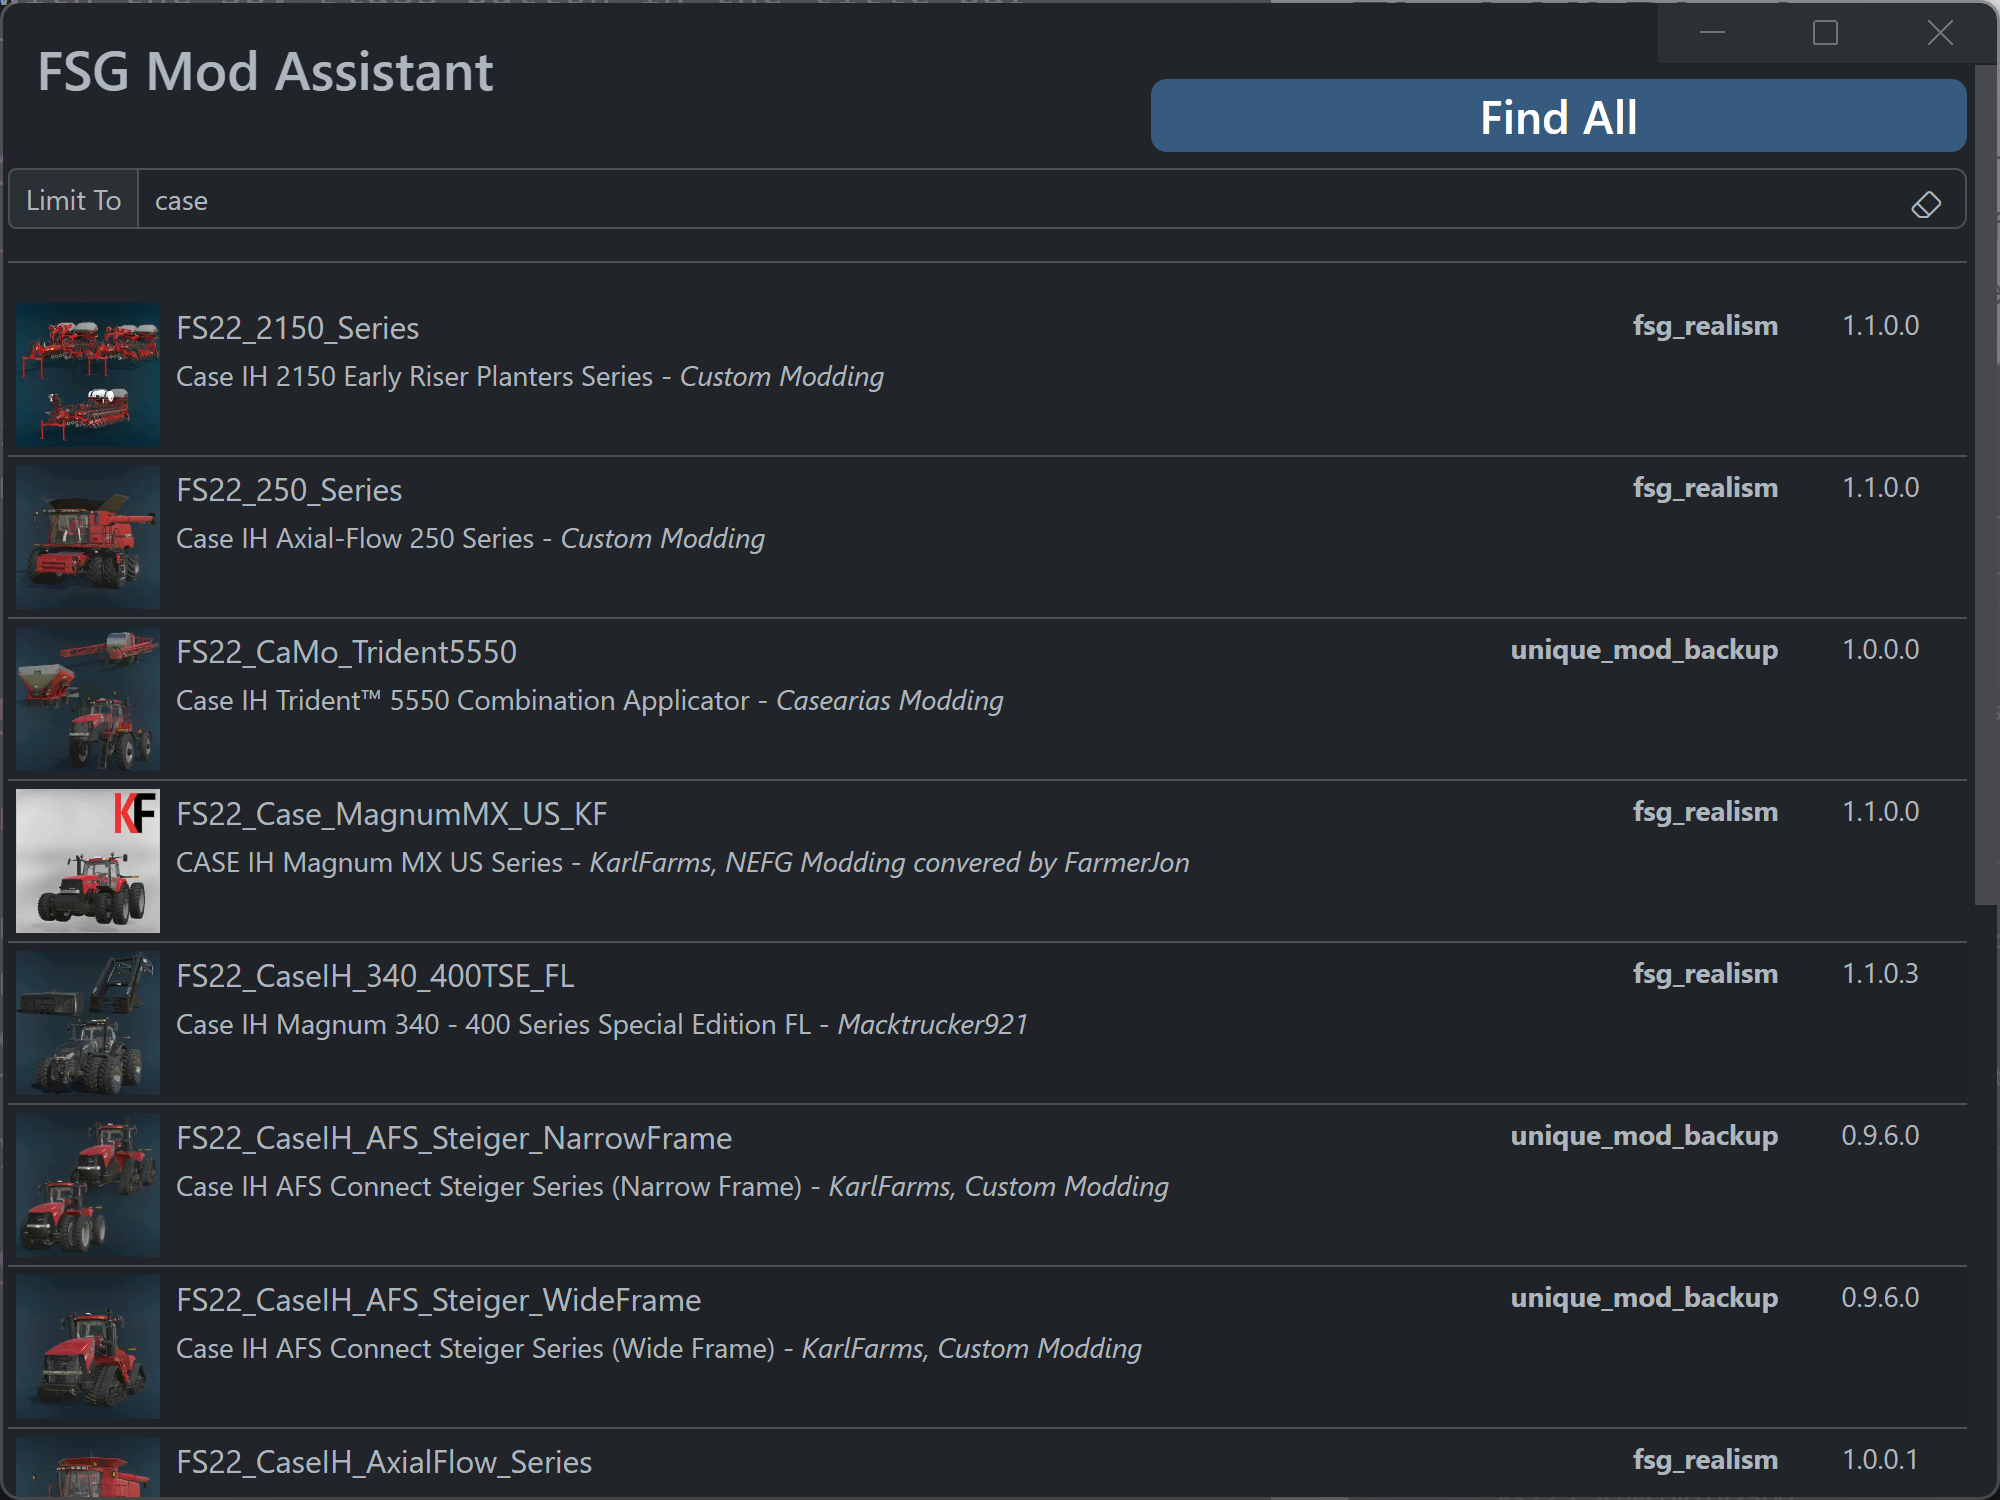 FSG Mod Assistant
Find All
Limit To case
FS22_2150_Series fsg_realism 1.1.0.0
Case IH 2150 Early Riser Planters Series - Custom Modding
FS22_250_Series fsg_realism 1.1.0.0
Case IH Axial-Flow 250 Series - Custom Modding
FS22_CaMo_Trident5550 unique_mod_backup 1.0.0.0
Case IH Trident™ 5550 Combination Applicator - Casearias Modding
KF
FS22_Case_MagnumMX_US_KF fsg_realism 1.1.0.0
CASE IH Magnum MX US Series - KarlFarms, NEFG Modding convered by FarmerJon
FS22_CaseIH_340_400TSE_FL fsg_realism 1.1.0.3
Case IH Magnum 340 - 400 Series Special Edition FL - Macktrucker921
FS22_CaseIH_AFS_Steiger_NarrowFrame unique_mod_backup 0.9.6.0
Case IH AFS Connect Steiger Series (Narrow Frame) - KarlFarms, Custom Modding
FS22_CaseIH_AFS_Steiger_WideFrame unique_mod_backup 0.9.6.0
Case IH AFS Connect Steiger Series (Wide Frame) - KarlFarms, Custom Modding
FS22_CaseIH_AxialFlow_Series fsg_realism 1.0.0.1